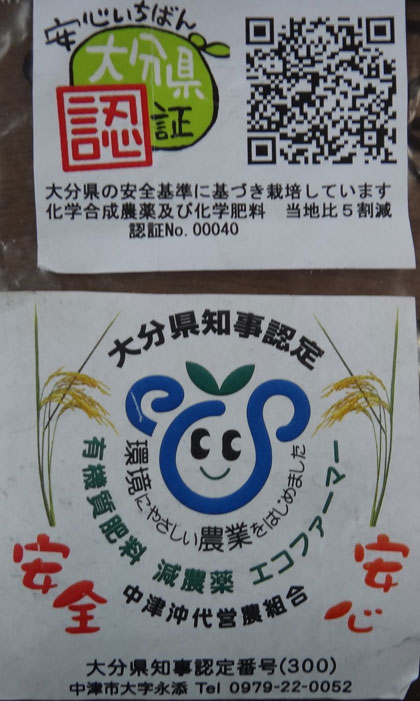 安心いちばん
大分県
認証
大分県の安全基準に基づき栽培しています
化学合成農薬及び化学肥料　当地比５割減
認証No.00040
大分県知事認定
環境にやさしい農業をはじめました
有機質肥料 減農薬 エコファーマー
安全
安心
中津沖代営農組合
大分県知事認定番号(300)
中津市大字永添 Tel 0979-22-0052